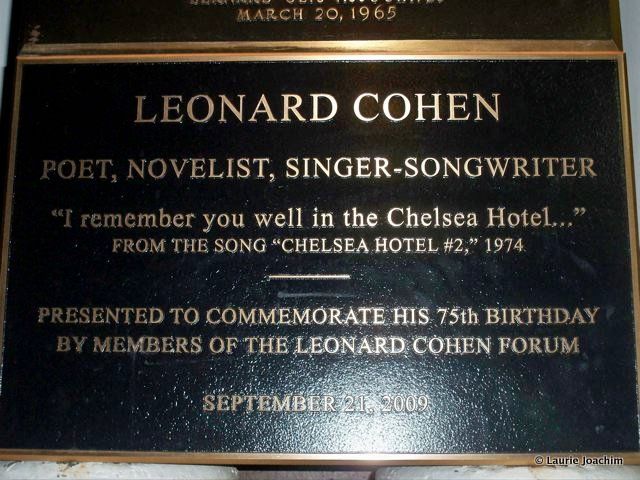 MARCH 20, 1965
LEONARD COHEN
POET, NOVELIST, SINGER-SONGWRITER
“I remember you well in the Chelsea Hotel...”
FROM THE SONG “CHELSEA HOTEL #2,” 1974
PRESENTED TO COMMEMORATE HIS 75th BIRTHDAY
BY MEMBERS OF THE LEONARD COHEN FORUM
SEPTEMBER 21, 2009
© Laurie Joachim